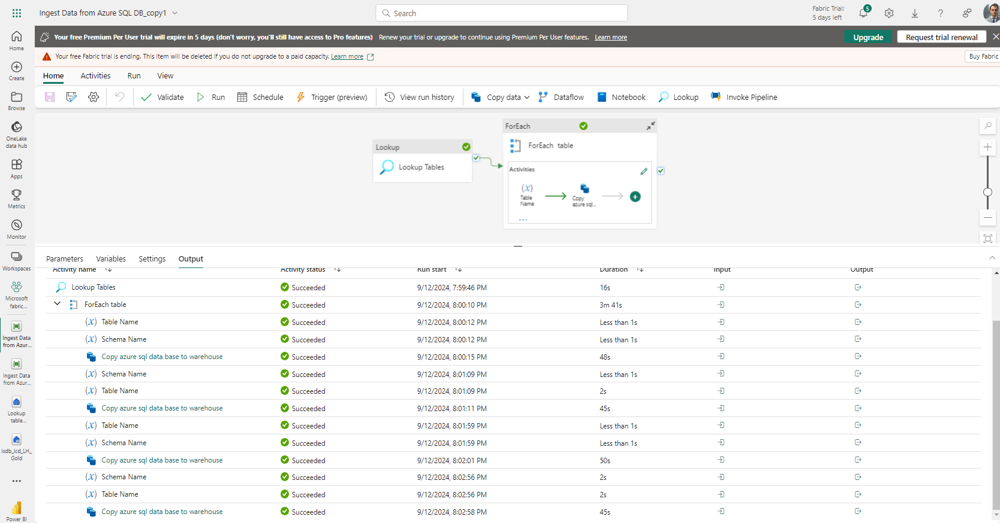 Ingest Data from Azure SQL DB_copy1
Search
Fabric Trial:
5 days left
5
?
Your free Premium Per User trial will expire in 5 days (don't worry, you'll still have access to Pro features) Renew your trial or upgrade to continue using Premium Per User features. Learn more
Upgrade
Request trial renewal
Your free Fabric trial is ending. This item will be deleted if you do not upgrade to a paid capacity. Learn more
Buy Fabric
Home Activities Run View
Validate Run Schedule Trigger (preview) View run history Copy data Dataflow Notebook Lookup Invoke Pipeline
Home
Create
Browse
OneLake
data hub
Apps
Metrics
Monitor
Workspaces
Microsoft
fabric...
Ingest Data
from Azur...
Ingest Data
from Azur...
Lookup
table...
isdb_icd_LH_
Gold
...
Power BI
Lookup
Lookup Tables
ForEach
ForEach table
Activities
(x)
Table
Name
Copy
azure sql...
...
Parameters Variables Settings Output
Activity name Activity status Run start Duration Input Output
Lookup Tables Succeeded 9/12/2024, 7:59:46 PM 16s
ForEach table Succeeded 9/12/2024, 8:00:10 PM 3m 41s
(x) Table Name Succeeded 9/12/2024, 8:00:12 PM Less than 1s
(x) Schema Name Succeeded 9/12/2024, 8:00:12 PM Less than 1s
Copy azure sql data base to warehouse Succeeded 9/12/2024, 8:00:15 PM 48s
(x) Schema Name Succeeded 9/12/2024, 8:01:09 PM Less than 1s
(x) Table Name Succeeded 9/12/2024, 8:01:09 PM 2s
Copy azure sql data base to warehouse Succeeded 9/12/2024, 8:01:11 PM 45s
(x) Table Name Succeeded 9/12/2024, 8:01:59 PM Less than 1s
(x) Schema Name Succeeded 9/12/2024, 8:01:59 PM Less than 1s
Copy azure sql data base to warehouse Succeeded 9/12/2024, 8:02:01 PM 50s
(x) Schema Name Succeeded 9/12/2024, 8:02:56 PM 2s
(x) Table Name Succeeded 9/12/2024, 8:02:56 PM 2s
Copy azure sql data base to warehouse Succeeded 9/12/2024, 8:02:58 PM 45s